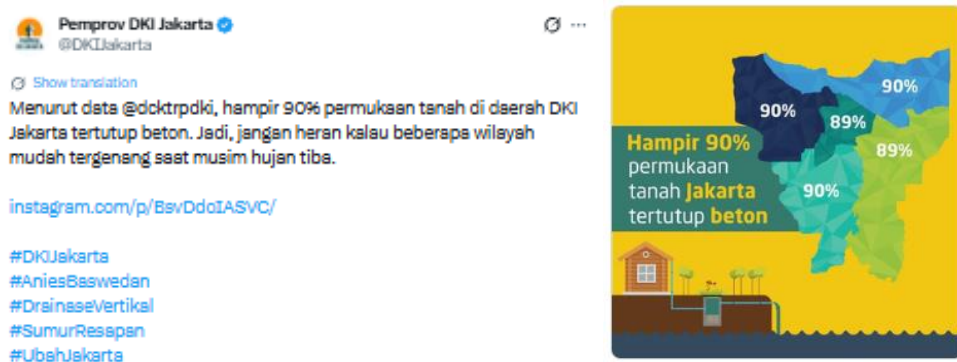 Pemprov DKI Jakarta
@DKIJakarta
Show translation
Menurut data @dcktrpdki, hampir 90% permukaan tanah di daerah DKI
Jakarta tertutup beton. Jadi, jangan heran kalau beberapa wilayah
mudah tergenang saat musim hujan tiba.
instagram.com/p/BsvDdoIASVC/
#DKIJakarta
#AniesBaswedan
#DrainaseVertikal
#SumurResapan
#UbahJakarta
90%
90%
89%
89%
90%
Hampir 90%
permukaan
tanah Jakarta
tertutup beton